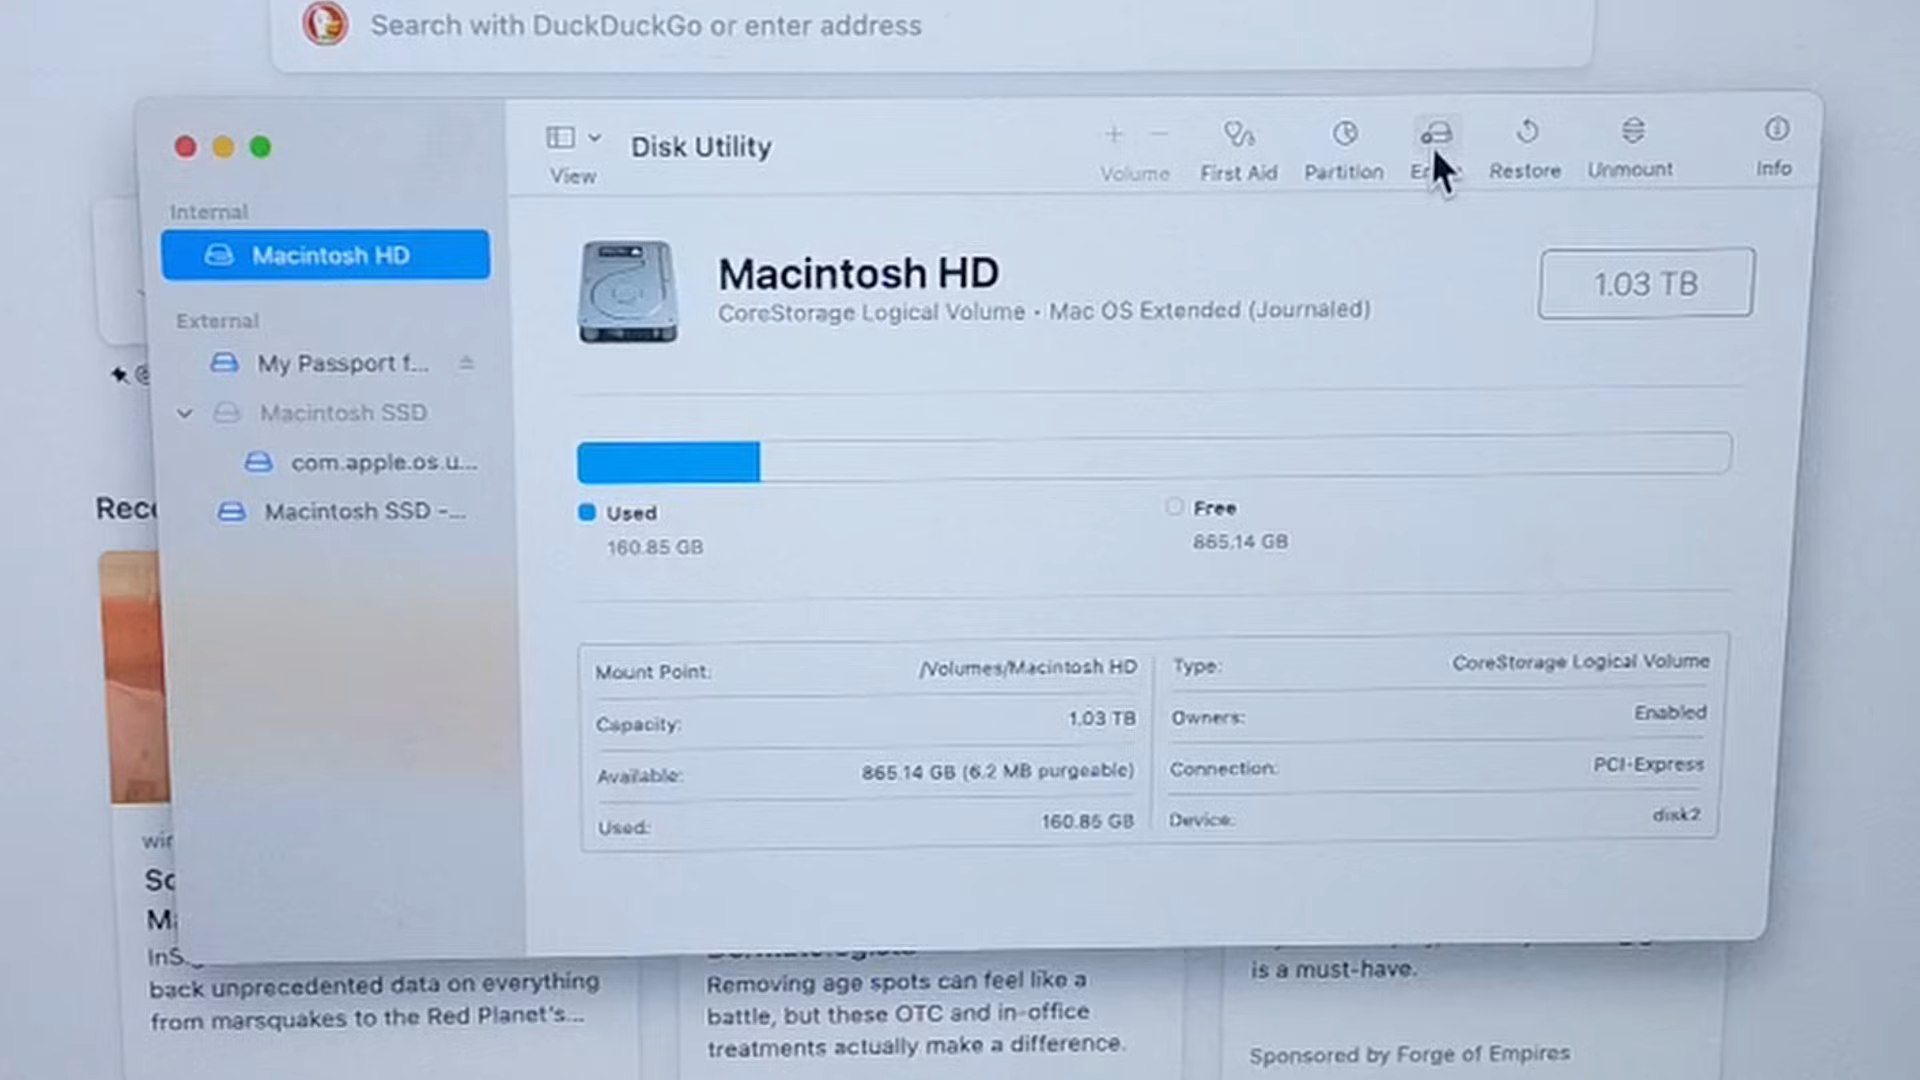 Search with DuckDuckGo or enter address
View
Disk Utility
Volume
First Aid
Partition
Restore
Unmount
Info
Internal
Macintosh HD
External
My Passport f...
Macintosh SSD
com.apple.os.u...
Macintosh SSD -...
Macintosh HD
CoreStorage Logical Volume • Mac OS Extended (Journaled)
1.03 TB
Used
160.85 GB
Free
865.14 GB
Mount Point: /Volumes/Macintosh HD
Capacity: 1.03 TB
Available: 865.14 GB (6.2 MB purgeable)
Used: 160.85 GB
Type: CoreStorage Logical Volume
Owners: Enabled
Connection: PCI-Express
Device: disk2
back unprecedented data on everything
from marsquakes to the Red Planet's...
Removing age spots can feel like a
battle, but these OTC and in-office
treatments actually make a difference.
is a must-have.
Sponsored by Forge of Empires